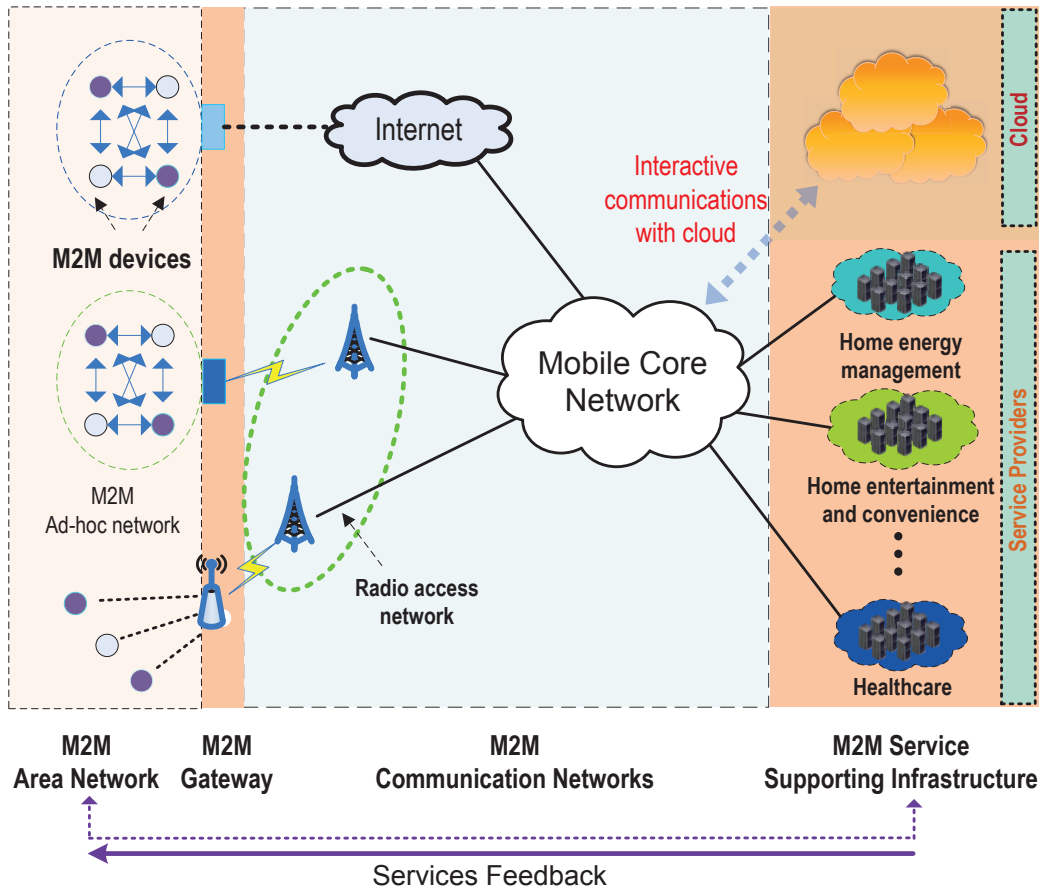 Internet
Interactive
communications
with cloud
Cloud
M2M devices
Mobile Core
Network
Home energy
management
Home entertainment
and convenience
Service Providers
M2M
Ad-hoc network
Radio access
network
Healthcare
M2M
Area Network
M2M
Gateway
M2M
Communication Networks
M2M Service
Supporting Infrastructure
Services Feedback